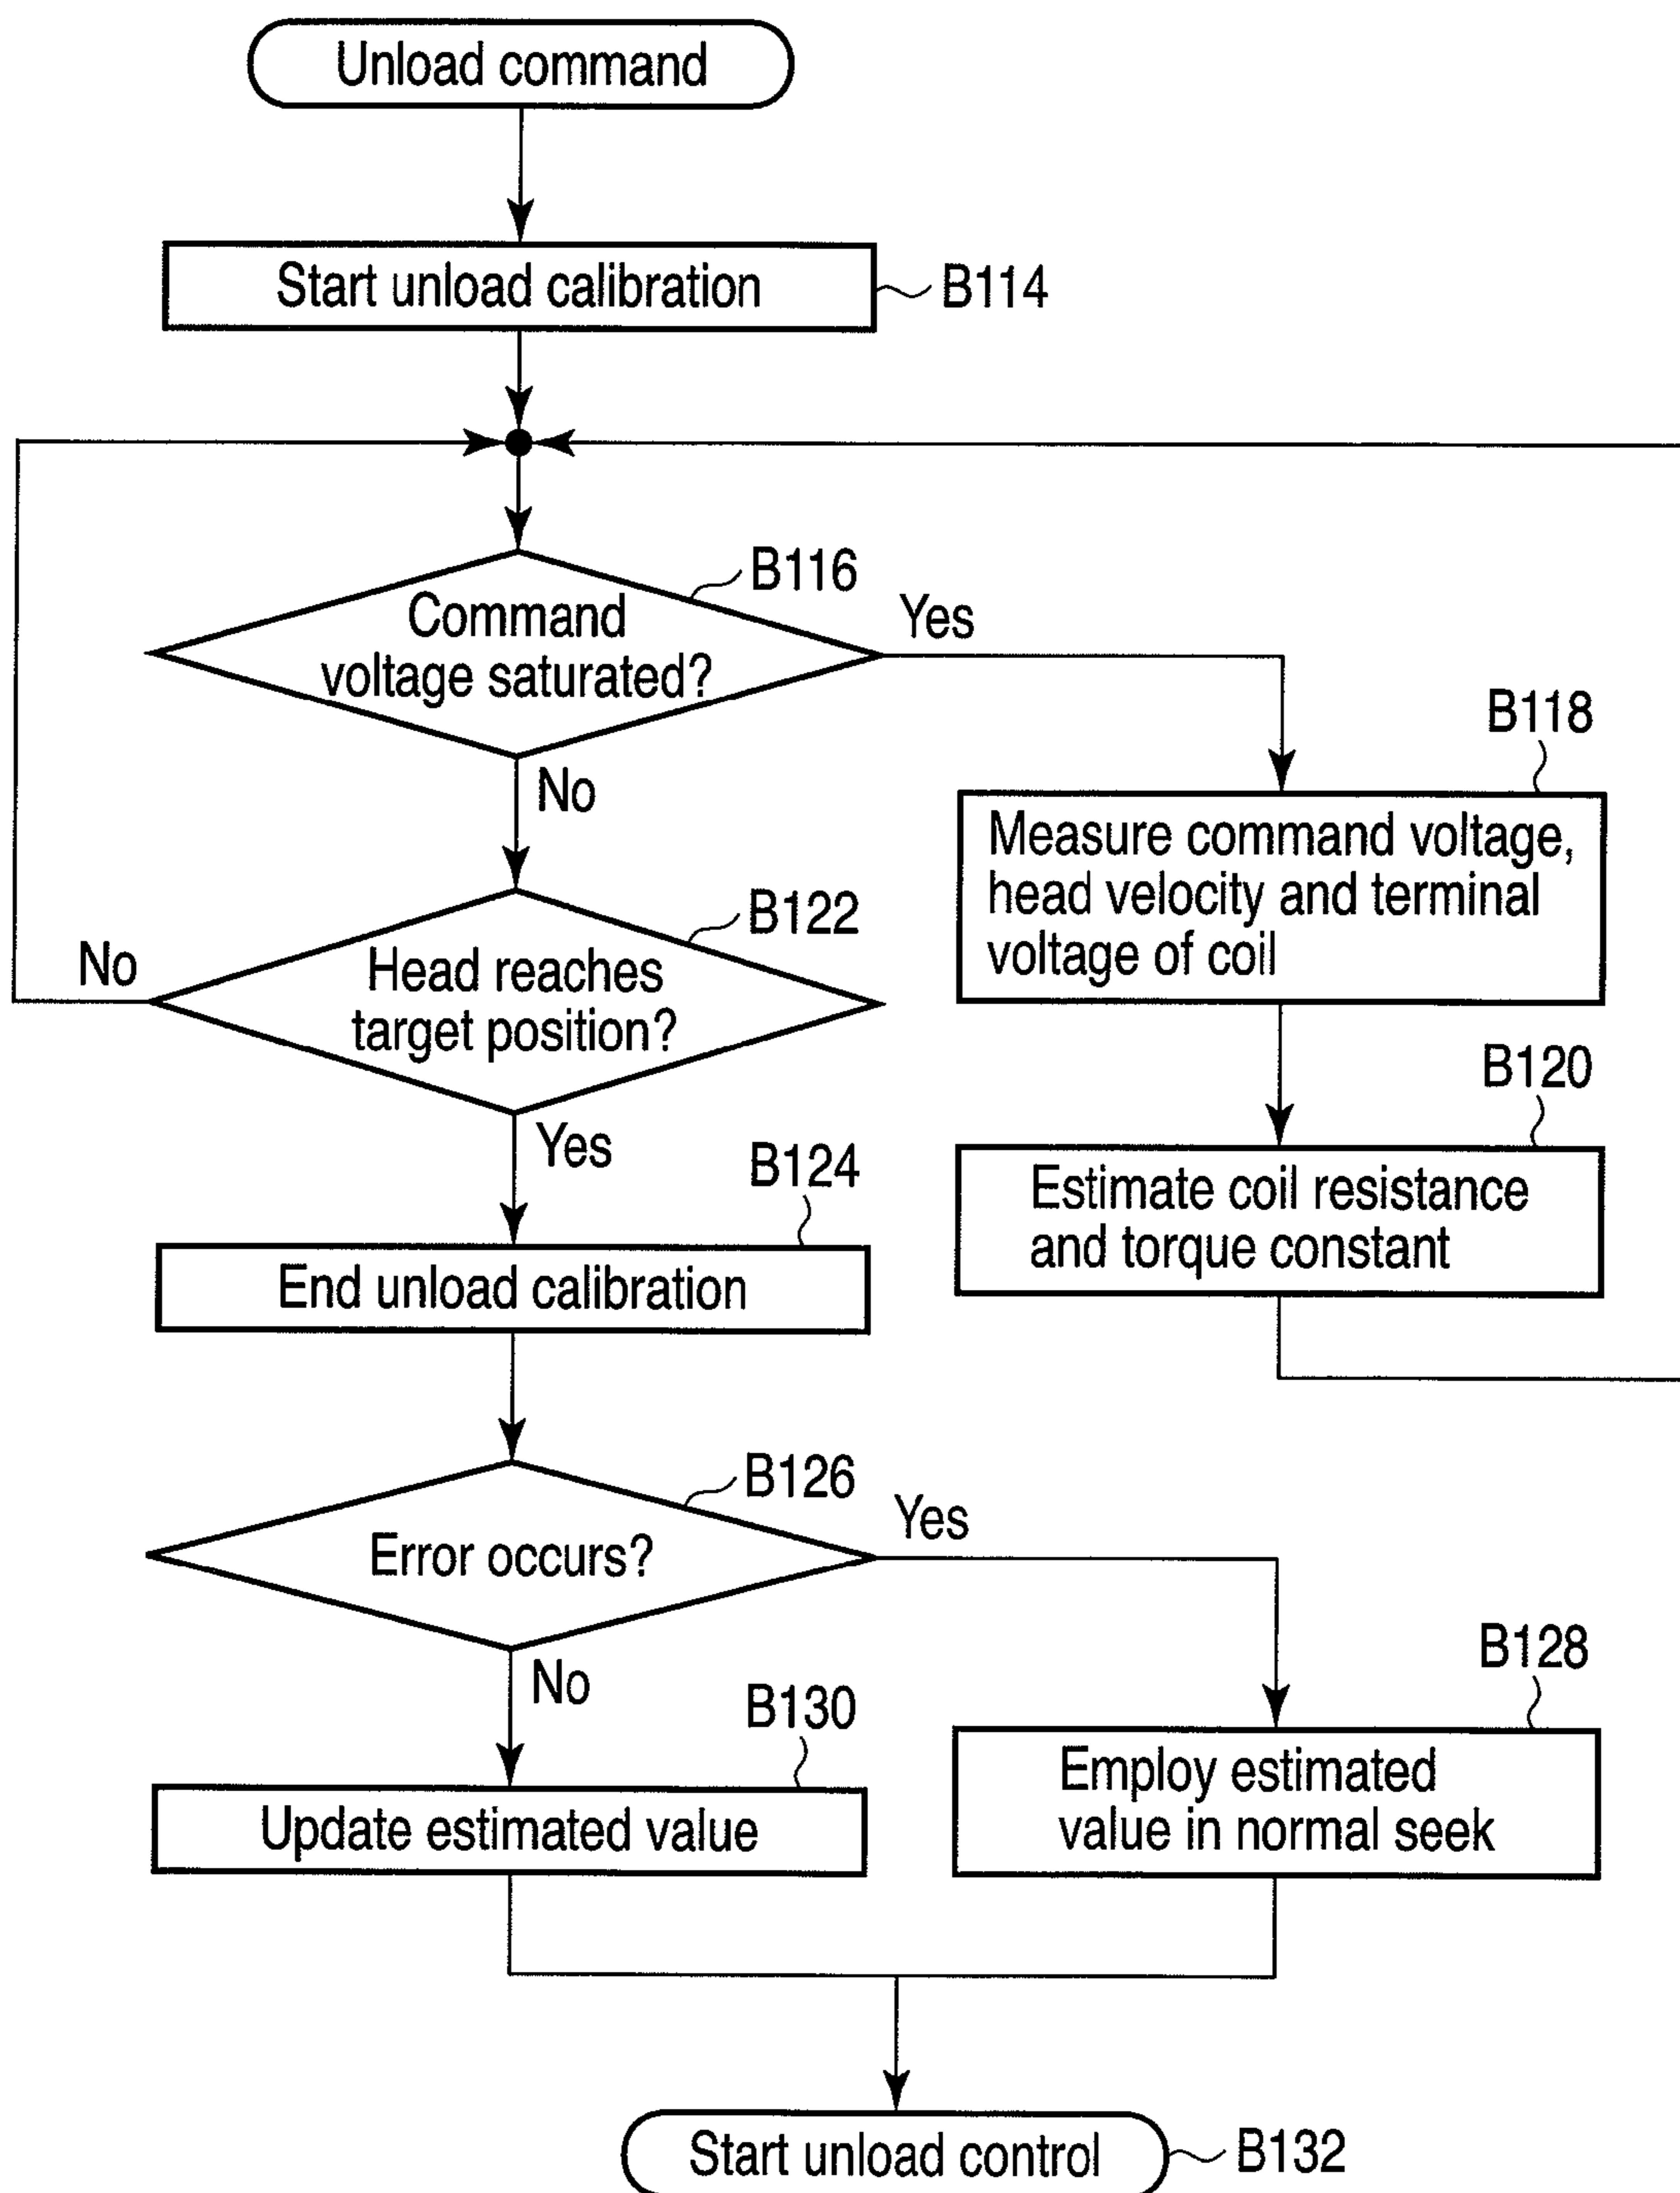 Unload command
Start unload calibration
B114
B116
Command
voltage saturated?
Yes
No
B118
Measure command voltage,
head velocity and terminal
voltage of coil
B122
Head reaches
target position?
No
Yes
B120
Estimate coil resistance
and torque constant
B124
End unload calibration
B126
Error occurs?
Yes
No
B128
Employ estimated
value in normal seek
B130
Update estimated value
Start unload control
B132